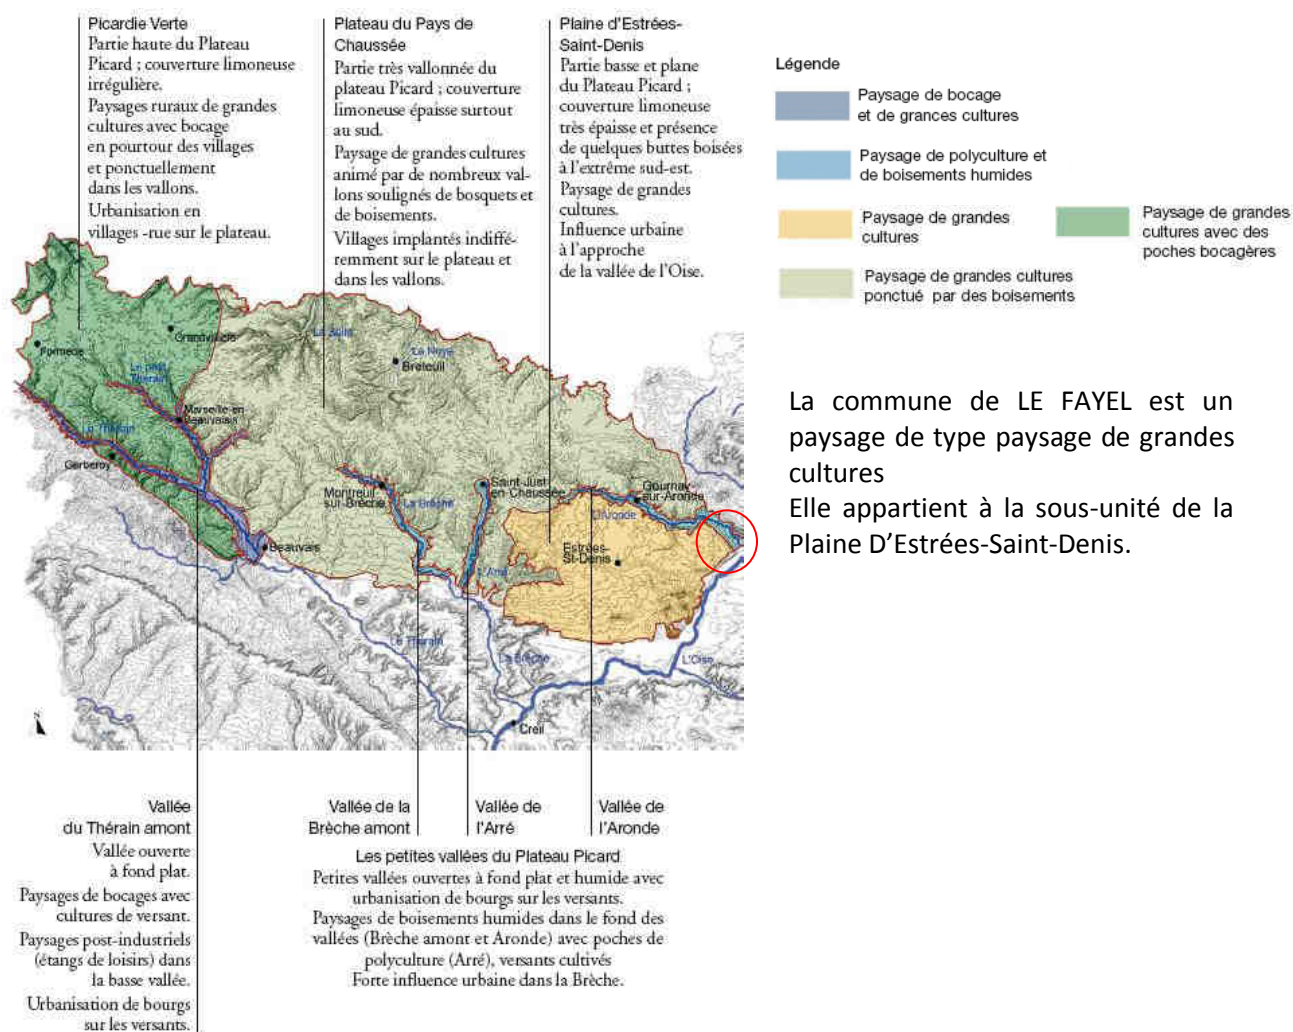 Picardie Verte
Partie haute du Plateau
Picard ; couverture limoneuse
irrégulière.
Paysages ruraux de grandes
cultures avec bocage
en pourtour des villages
et ponctuellement
dans les vallons.
Urbanisation en
villages -rue sur le plateau.
Plateau du Pays de
Chaussée
Partie très vallonnée du
plateau Picard ; couverture
limoneuse épaisse surtout
au sud.
Paysage de grandes cultures
animé par de nombreux val-
lons soulignés de bosquets et
de boisements.
Villages implantés indiffé-
remment sur le plateau et
dans les vallons.
Plaine d'Estrées-
Saint-Denis
Partie basse et plane
du Plateau Picard ;
couverture limoneuse
très épaisse et présence
de quelques buttes boisées
à l'extrême sud-est.
Paysage de grandes
cultures.
Influence urbaine
à l'approche
de la vallée de l'Oise.
Légende
Paysage de bocage
et de grances cultures
Paysage de polyculture et
de boisements humides
Paysage de grandes
cultures
Paysage de grandes
cultures avec des
poches bocagères
Paysage de grandes cultures
ponctué par des boisements
La commune de LE FAYEL est un
paysage de type paysage de grandes
cultures
Elle appartient à la sous-unité de la
Plaine D'Estrées-Saint-Denis.
Formerie
Grandvilliers
Le petit
Thérain
Marseille-en
Beauvaisis
Le Thérain
Gerberoy
Beauvais
La Noye
Breteuil
Montreuil
sur-Brèche
La Brèche
Saint-Just
en-Chaussée
L'Arré
Gournay
sur-Aronde
L'Aronde
Estrées-
St-Denis
Le Thérain
La Brèche
L'Oise
Creil
N
Vallée
du Thérain amont
Vallée ouverte
à fond plat.
Paysages de bocages avec
cultures de versant.
Paysages post-industriels
(étangs de loisirs) dans
la basse vallée.
Urbanisation de bourgs
sur les versants.
Vallée de la
Brèche amont
Vallée de
l'Arré
Vallée de
l'Aronde
Les petites vallées du Plateau Picard
Petites vallées ouvertes à fond plat et humide avec
urbanisation de bourgs sur les versants.
Paysages de boisements humides dans le fond des
vallées (Brèche amont et Aronde) avec poches de
polyculture (Arré), versants cultivés
Forte influence urbaine dans la Brèche.